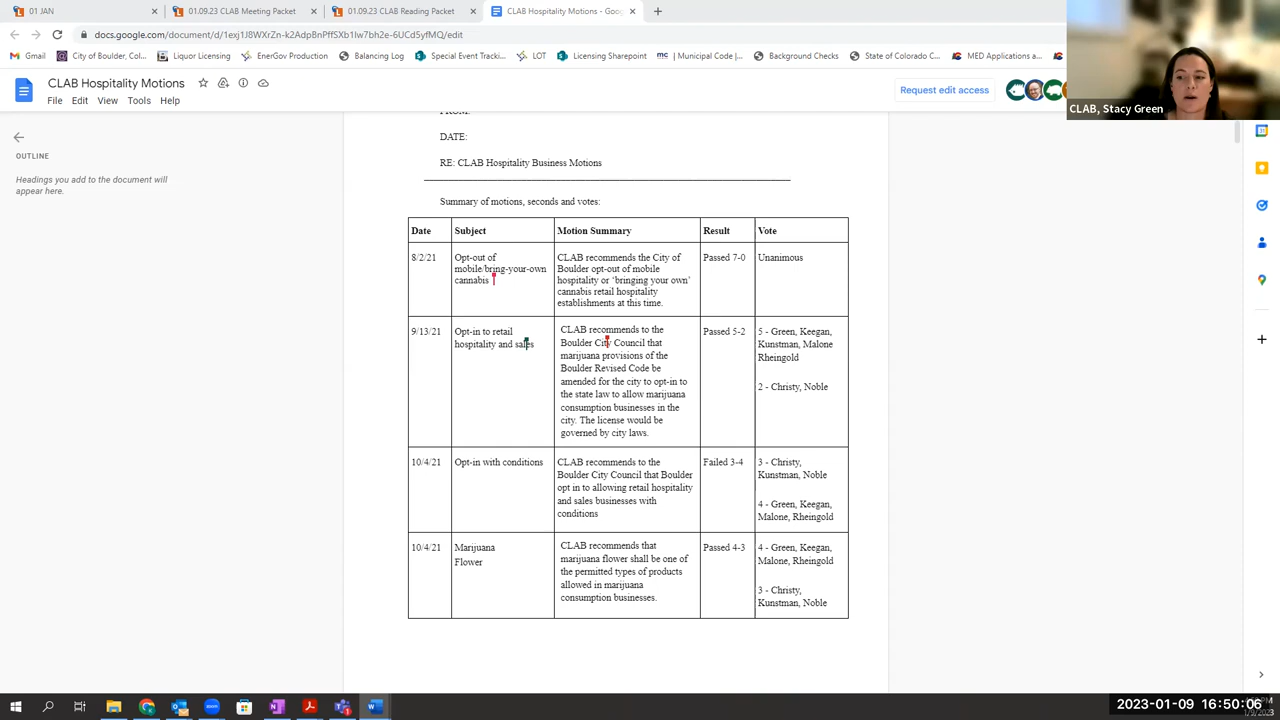 01 JAN
01.09.23 CLAB Meeting Packet
01.09.23 CLAB Reading Packet
CLAB Hospitality Motions - Goo
docs.google.com/document/d/1exj1J8WXrZn-k2AdpBnPffSXb1Iw7bh2e-6UCd5yfMQ/edit
Gmail
City of Boulder, Col...
Liquor Licensing
EnerGov Production
Balancing Log
Special Event Tracki...
LOT
Licensing Sharepoint
mc | Municipal Code |...
Background Checks
State of Colorado C...
MED Applications a
CLAB Hospitality Motions
File Edit View Tools Help
Request edit access
CLAB, Stacy Green
OUTLINE
Headings you add to the document will
appear here.
FROM:
DATE:
RE: CLAB Hospitality Business Motions
Summary of motions, seconds and votes:
Date Subject Motion Summary Result Vote
8/2/21
Opt-out of
mobile/bring-your-own
cannabis
CLAB recommends the City of
Boulder opt-out of mobile
hospitality or ‘bringing your own’
cannabis retail hospitality
establishments at this time.
Passed 7-0
Unanimous
9/13/21
Opt-in to retail
hospitality and sales
CLAB recommends to the
Boulder City Council that
marijuana provisions of the
Boulder Revised Code be
amended for the city to opt-in to
the state law to allow marijuana
consumption businesses in the
city. The license would be
governed by city laws.
Passed 5-2
5 - Green, Keegan,
Kunstman, Malone
Rheingold
2 - Christy, Noble
10/4/21
Opt-in with conditions
CLAB recommends to the
Boulder City Council that Boulder
opt in to allowing retail hospitality
and sales businesses with
conditions
Failed 3-4
3 - Christy,
Kunstman, Noble
4 - Green, Keegan,
Malone, Rheingold
10/4/21
Marijuana
Flower
CLAB recommends that
marijuana flower shall be one of
the permitted types of products
allowed in marijuana
consumption businesses.
Passed 4-3
4 - Green, Keegan,
Malone, Rheingold
3 - Christy,
Kunstman, Noble
2023-01-09 16:50:06